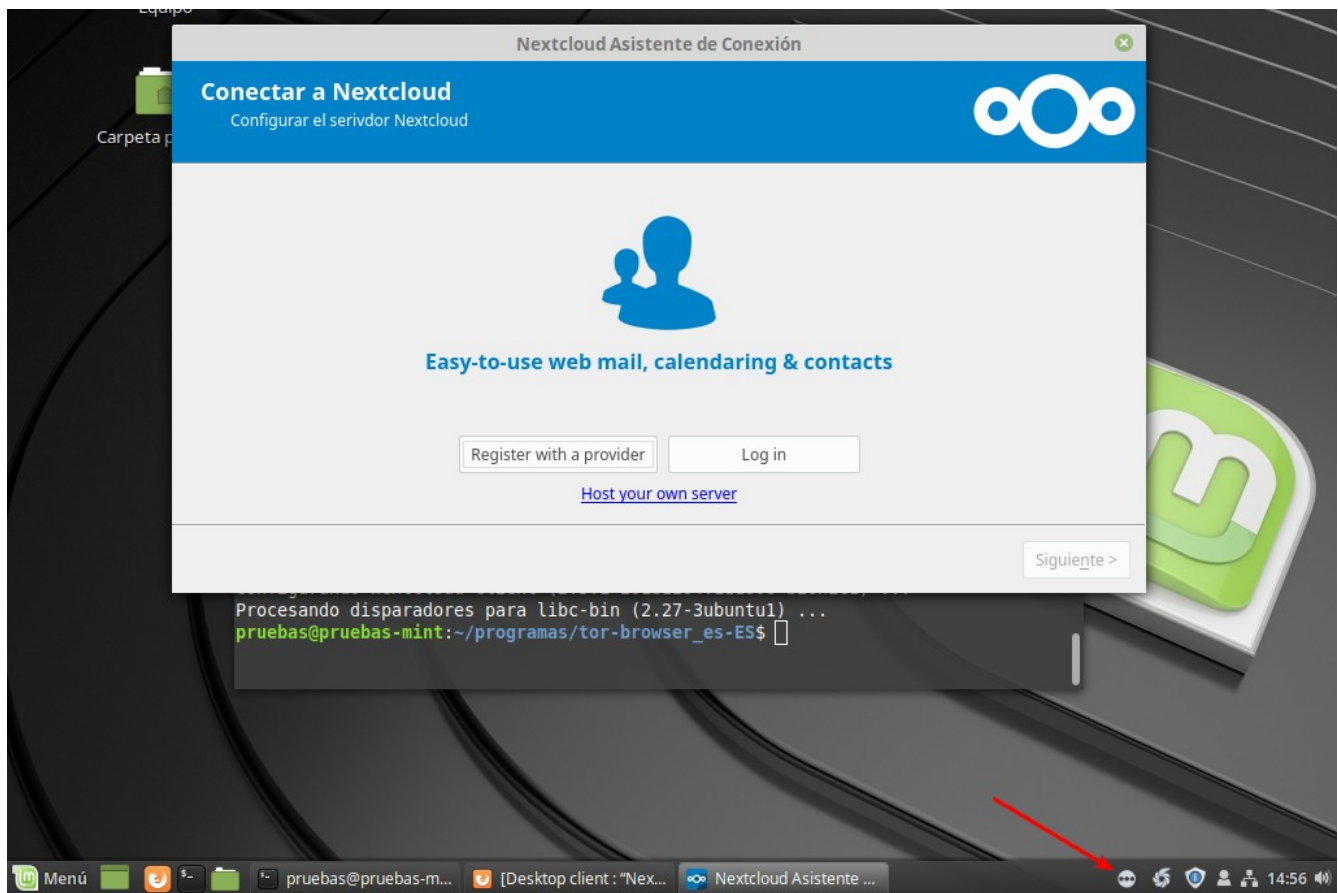 Equipo
Nextcloud Asistente de Conexión
Conectar a Nextcloud
Configurar el serivdor Nextcloud
Carpeta p
Easy-to-use web mail, calendaring & contacts
Register with a provider
Log in
Host your own server
Siguiente >
Procesando disparadores para libc-bin (2.27-3ubuntu1) ...
pruebas@pruebas-mint:~/programas/tor-browser_es-ES$
Menú
pruebas@pruebas-m...
[Desktop client : “Nex...
Nextcloud Asistente ...
14:56